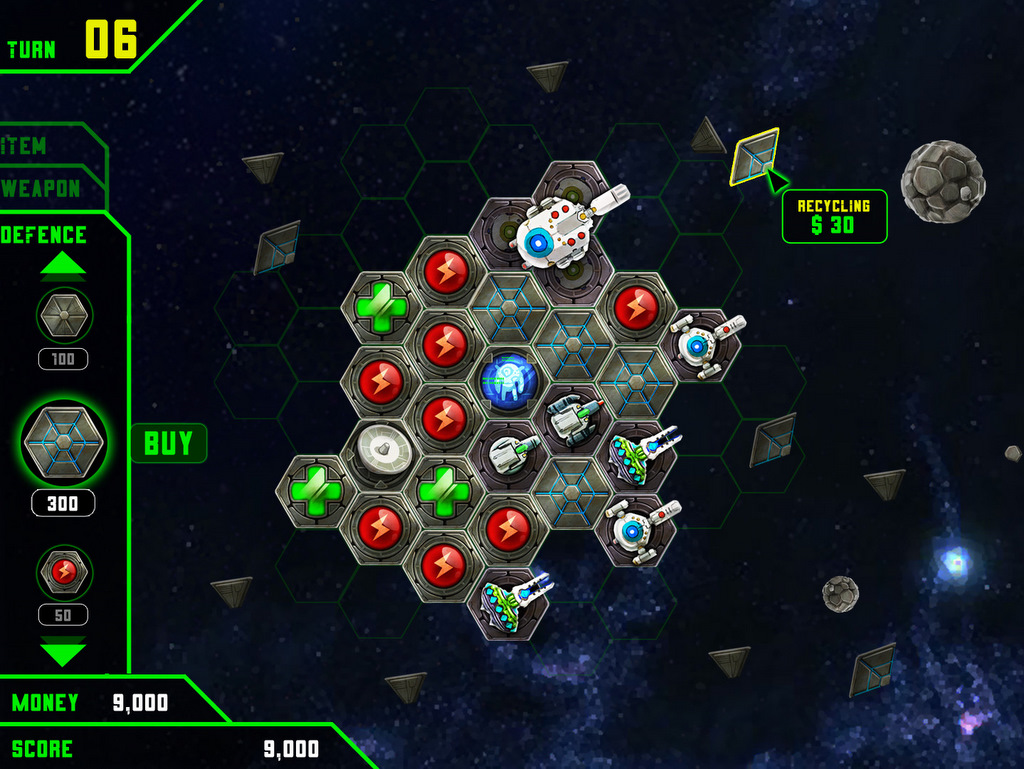 TURN 06
ITEM
WEAPON
DEFENCE
100
BUY
300
50
RECYCLING
$ 30
MONEY 9,000
SCORE 9,000